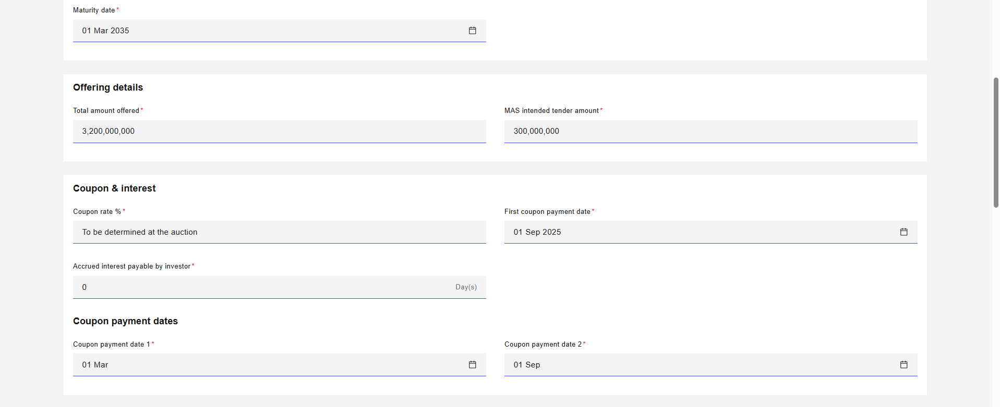 Maturity date*
01 Mar 2035
Offering details
Total amount offered*
MAS intended tender amount*
3,200,000,000
300,000,000
Coupon & interest
Coupon rate %*
First coupon payment date*
To be determined at the auction
01 Sep 2025
Accrued interest payable by investor*
0 Day(s)
Coupon payment dates
Coupon payment date 1*
Coupon payment date 2*
01 Mar
01 Sep